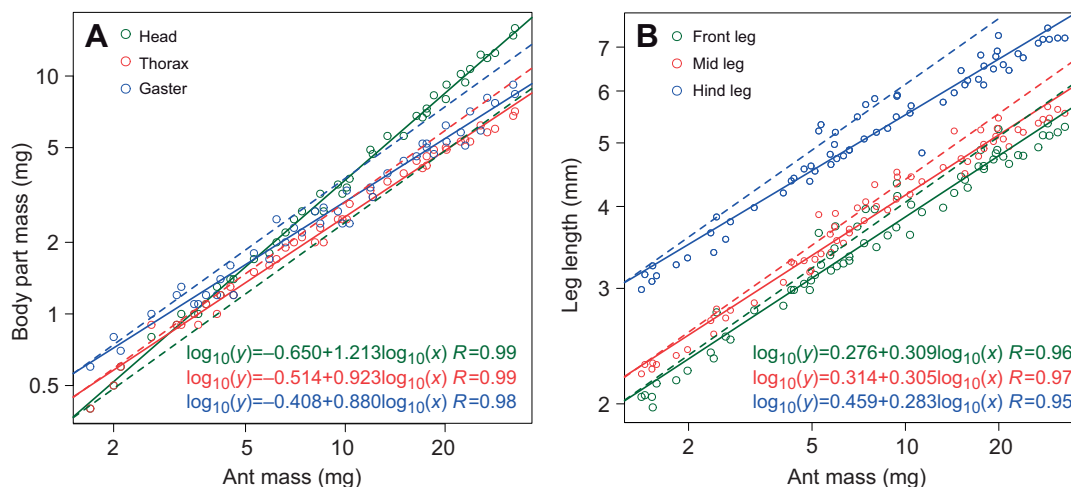 A
Head
Thorax
Gaster
Body part mass (mg)
10
5
2
1
0.5
log10(y)=–0.650+1.213log10(x) R=0.99
log10(y)=–0.514+0.923log10(x) R=0.99
log10(y)=–0.408+0.880log10(x) R=0.98
2 5 10 20
Ant mass (mg)
B
Front leg
Mid leg
Hind leg
Leg length (mm)
7
6
5
4
3
2
log10(y)=0.276+0.309log10(x) R=0.96
log10(y)=0.314+0.305log10(x) R=0.97
log10(y)=0.459+0.283log10(x) R=0.95
2 5 10 20
Ant mass (mg)